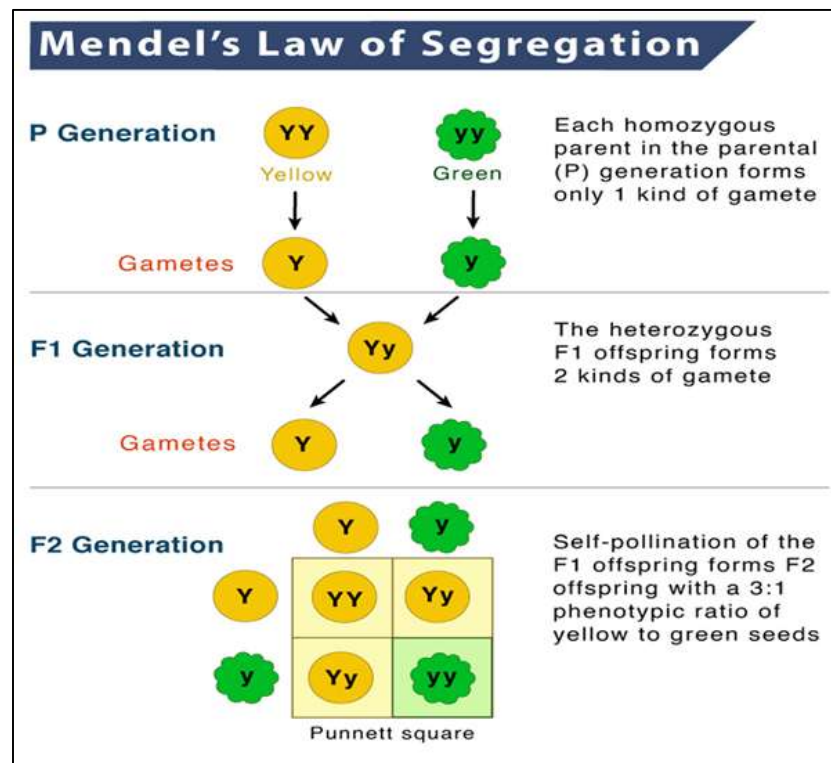 Mendel's Law of Segregation
P Generation
YY
yy
Yellow
Green
Each homozygous
parent in the parental
(P) generation forms
only 1 kind of gamete
Gametes
Y
y
F1 Generation
Yy
The heterozygous
F1 offspring forms
2 kinds of gamete
Gametes
Y
y
F2 Generation
Y
y
Y
YY
Yy
y
Yy
yy
Self-pollination of the
F1 offspring forms F2
offspring with a 3:1
phenotypic ratio of
yellow to green seeds
Punnett square